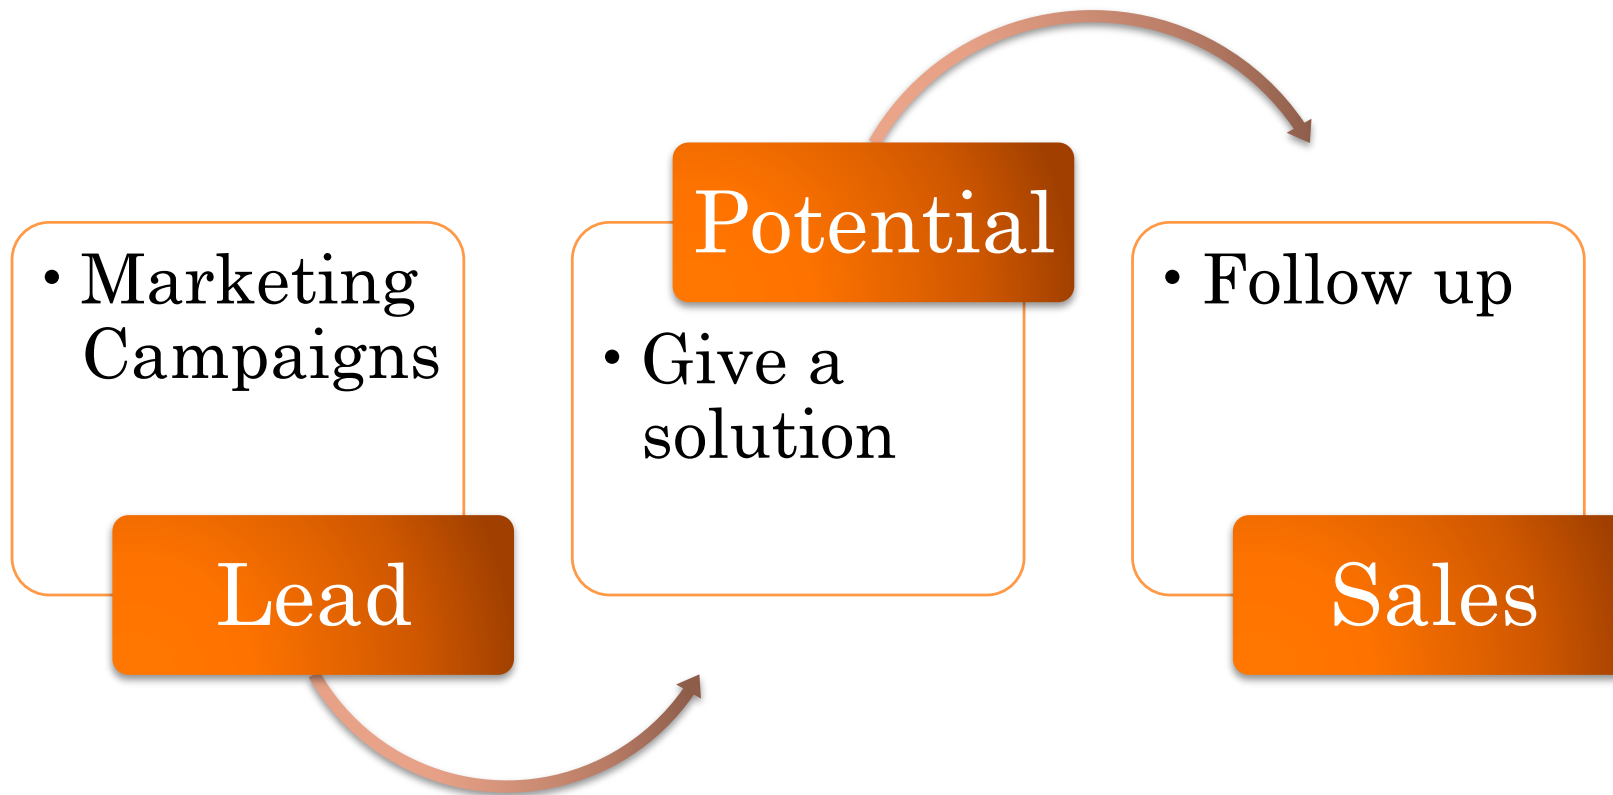 • Marketing
Campaigns
Lead
Potential
• Give a
solution
• Follow up
Sales